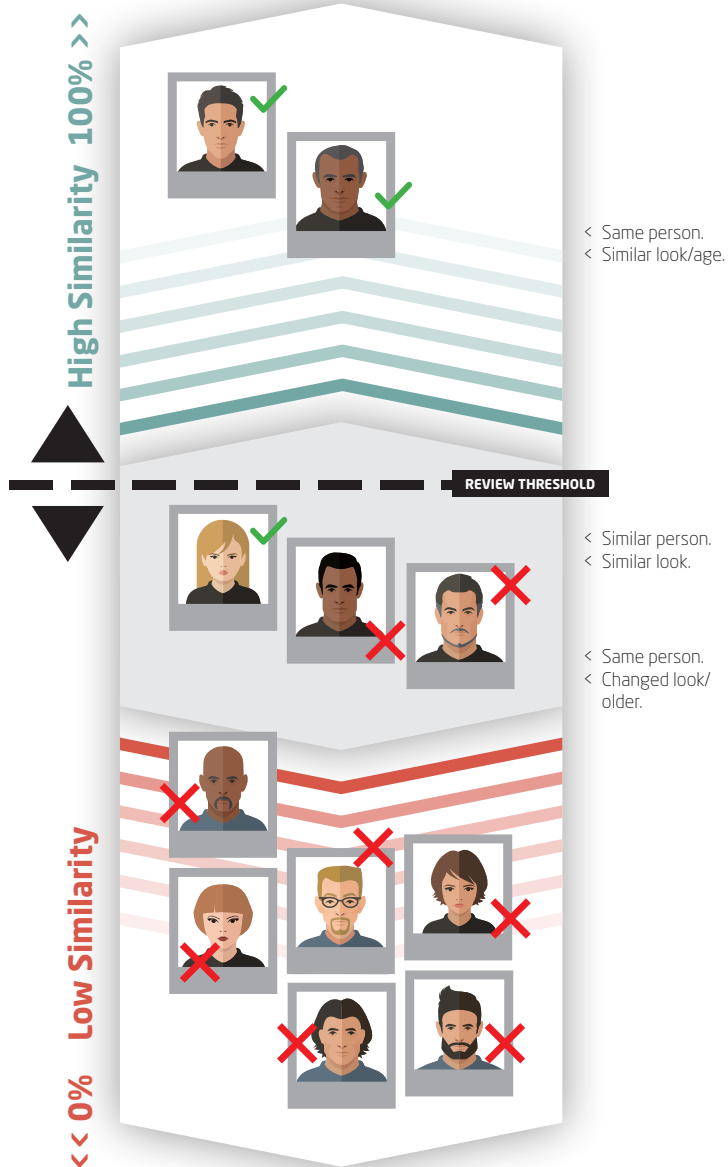 High Similarity 100% >>
< Same person.
< Similar look/age.
REVIEW THRESHOLD
< Similar person.
< Similar look.
< Same person.
< Changed look/
older.
<< 0% Low Similarity